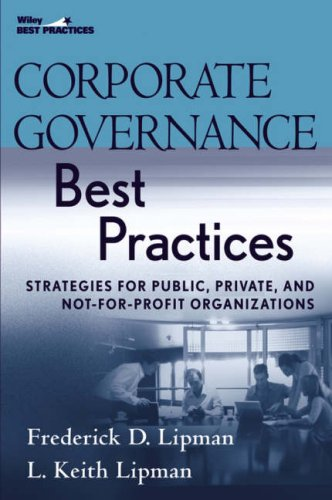 Wiley
BEST PRACTICES
CORPORATE
GOVERNANCE
Best
Practices
STRATEGIES FOR PUBLIC, PRIVATE, AND
NOT-FOR-PROFIT ORGANIZATIONS
Frederick D. Lipman
L. Keith Lipman